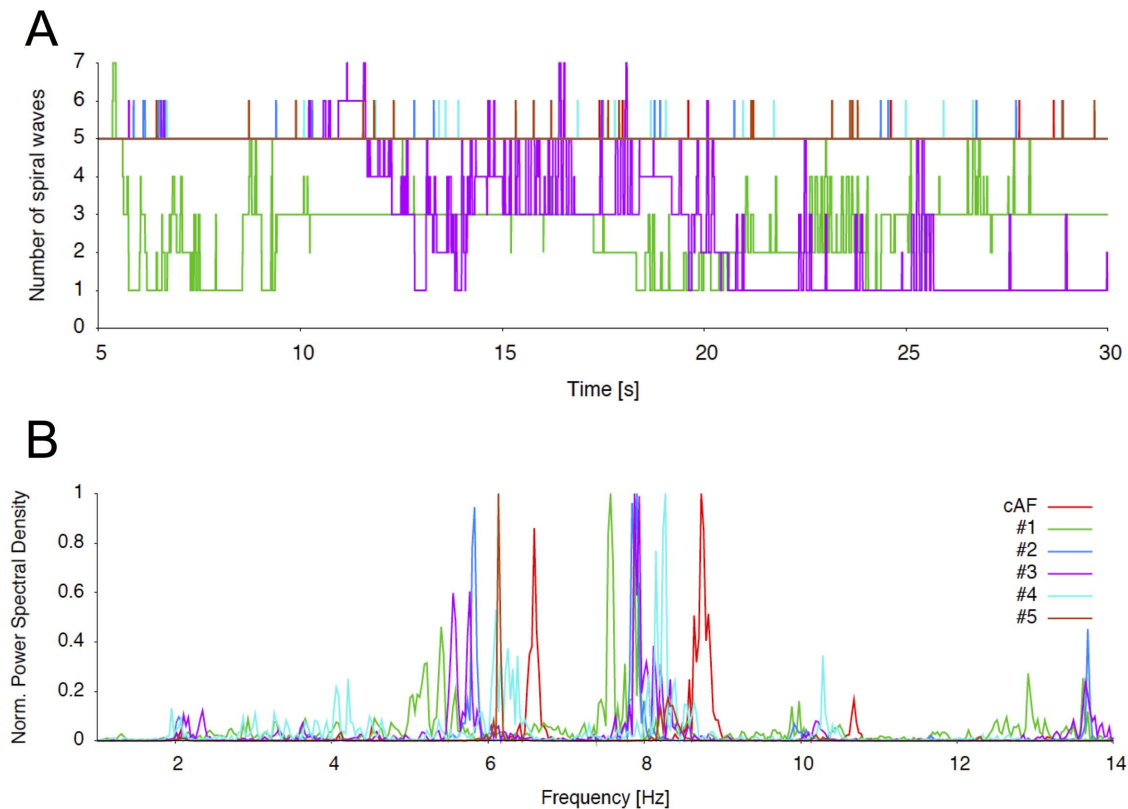 A
Number of spiral waves
7
6
5
4
3
2
1
0
5 10 15 20 25 30
Time [s]
B
Norm. Power Spectral Density
1
0.8
0.6
0.4
0.2
0
cAF
#1
#2
#3
#4
#5
2 4 6 8 10 12 14
Frequency [Hz]